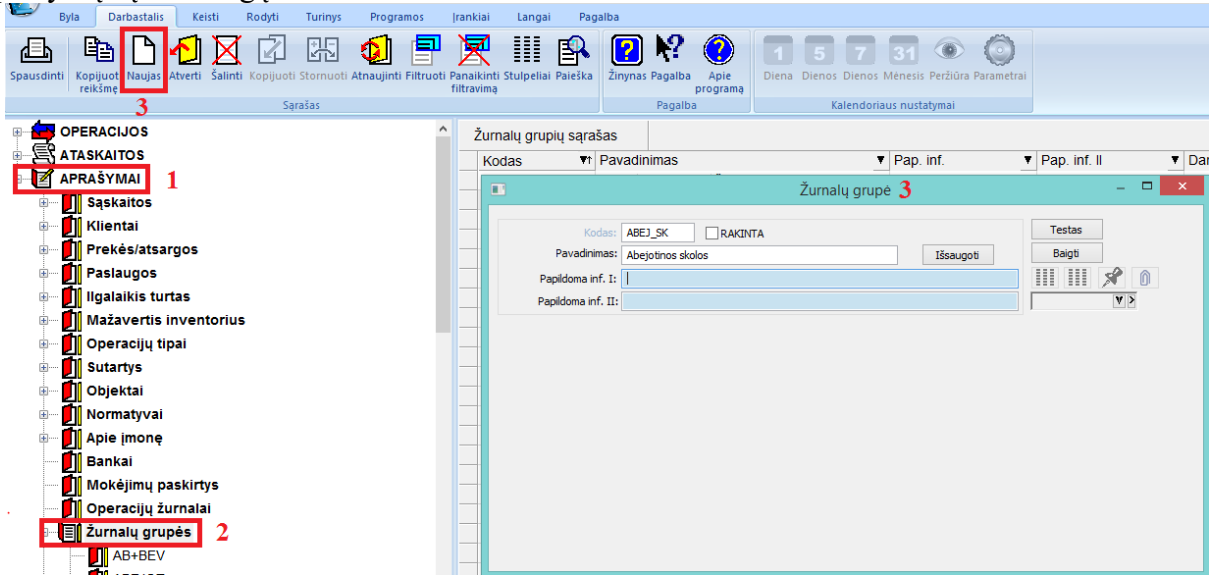 Byla Darbastalis Keisti Rodyti Turinys Programos Įrankiai Langai Pagalba
Spausdinti Kopijuoti reikšmę Naujas Atverti Šalinti Kopijuoti Stornuoti Atnaujinti Filtruoti Panaikinti filtravimą Stulpeliai Paieška Žinynas Pagalba Apie programą Diena Dienos Dienos Mėnesis Peržiūra Parametrai
1 5 7 31
3
Sąrašas Pagalba Kalendoriaus nustatymai
OPERACIJOS
ATASKAITOS
APRAŠYMAI 1
Sąskaitos
Klientai
Prekės/atsargos
Paslaugos
Ilgalaikis turtas
Mažavertis inventorius
Operacijų tipai
Sutartys
Objektai
Normatyvai
Apie įmonę
Bankai
Mokėjimų paskirtys
Operacijų žurnalai
Žurnalų grupės 2
AB+BEV
Žurnalų grupių sąrašas
Kodas Pavadinimas Pap. inf. Pap. inf. II Dar
Žurnalų grupė 3
Kodas: ABEJ_SK RAKINTA Testas
Pavadinimas: Abejotinos skolos Išsaugoti Baigti
Papildoma inf. I:
Papildoma inf. II: